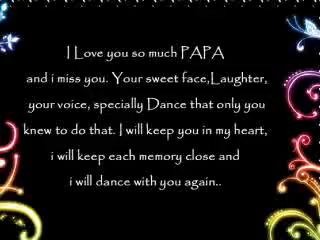 I Love you so much PAPA
and i miss you. Your sweet face,Laughter,
your voice, specially Dance that only you
knew to do that. I will keep you in my heart,
i will keep each memory close and
i will dance with you again..